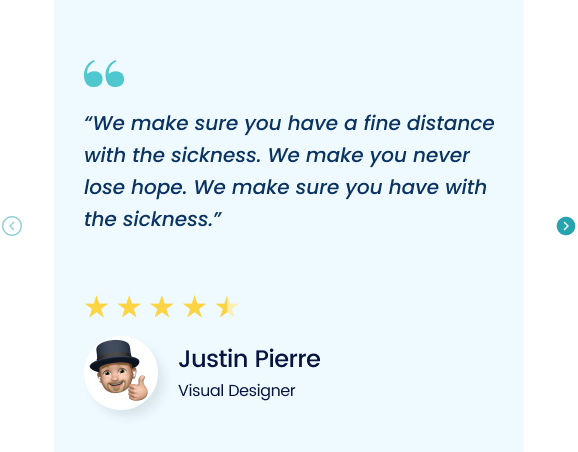 “We make sure you have a fine distance
with the sickness. We make you never
lose hope. We make sure you have with
the sickness.”
Justin Pierre
Visual Designer